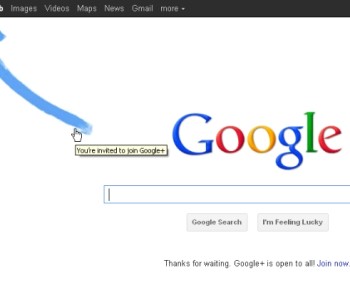 Images Videos Maps News Gmail more
You're invited to join Google+
Google
Google Search I'm Feeling Lucky
Thanks for waiting. Google+ is open to all! Join now.